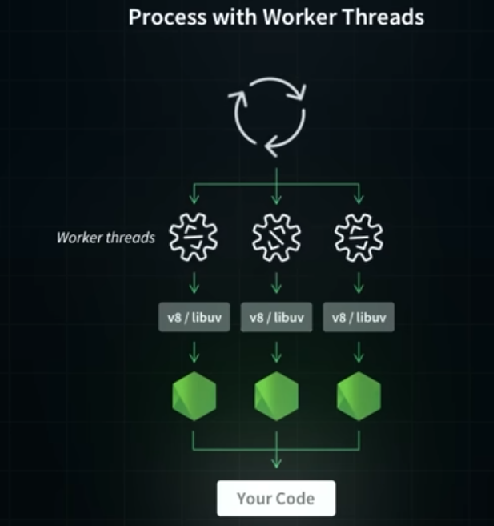 Process with Worker Threads
Worker threads
v8 / libuv v8 / libuv v8 / libuv
Your Code